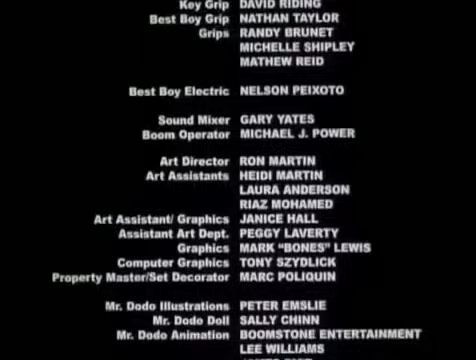 Key Grip DAVID RIDING
Best Boy Grip NATHAN TAYLOR
Grips RANDY BRUNET
MICHELLE SHIPLEY
MATHEW REID
Best Boy Electric NELSON PEIXOTO
Sound Mixer GARY YATES
Boom Operator MICHAEL J. POWER
Art Director RON MARTIN
Art Assistants HEIDI MARTIN
LAURA ANDERSON
RIAZ MOHAMED
Art Assistant/ Graphics JANICE HALL
Assistant Art Dept. PEGGY LAVERTY
Graphics MARK "BONES" LEWIS
Computer Graphics TONY SZYDLICK
Property Master/Set Decorator MARC POLIQUIN
Mr. Dodo Illustrations PETER EMSLIE
Mr. Dodo Doll SALLY CHINN
Mr. Dodo Animation BOOMSTONE ENTERTAINMENT
LEE WILLIAMS